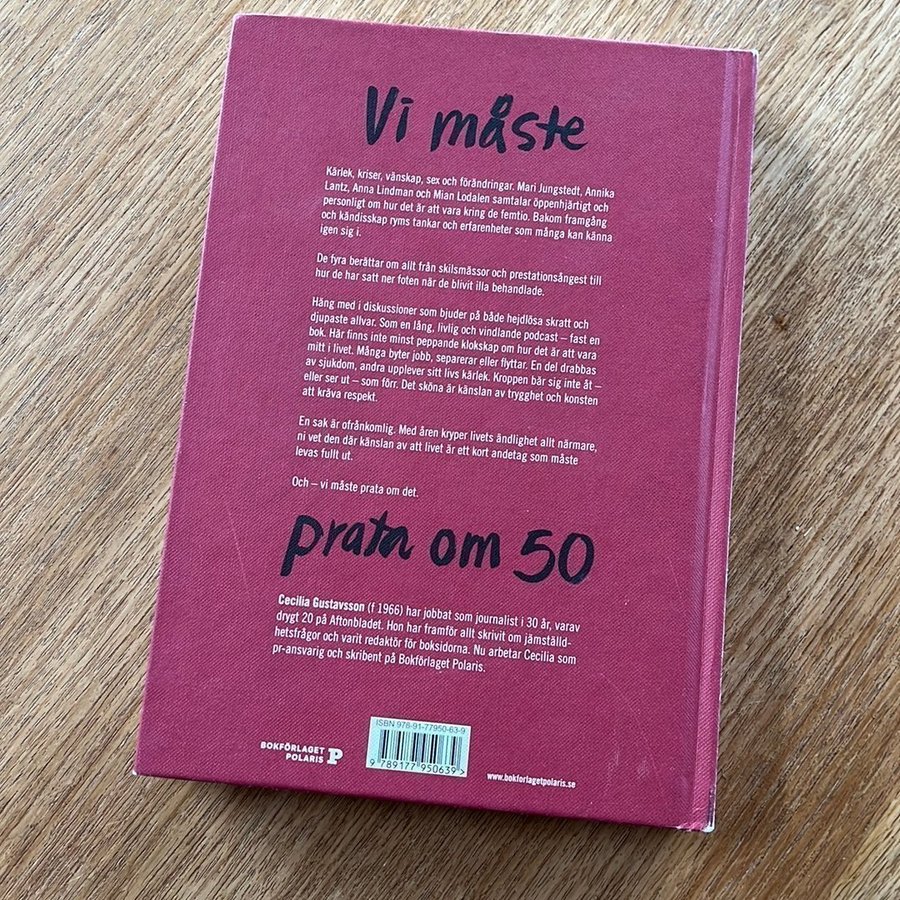 Vi måste
Kärlek, kriser, vänskap, sex och förändringar. Mari Jungstedt, Annika
Lantz, Anna Lindman och Mian Lodalen samtalar öppenhjärtigt och
personligt om hur det är att vara kring de femtio. Bakom framgång
och kändisskap ryms tankar och erfarenheter som många kan känna
igen sig i.
De fyra berättar om allt från skilsmässor och prestationsångest till
hur de har satt ner foten när de blivit illa behandlade.
Häng med i diskussioner som bjuder på både hejdlösa skratt och
djupaste allvar. Som en lång, livlig och vindlande podcast – fast en
bok. Här finns inte minst peppande klokskap om hur det är att vara
mitt i livet. Många byter jobb, separerar eller flyttar. En del drabbas
av sjukdom, andra upplever sitt livs kärlek. Kroppen bär sig inte åt –
eller ser ut – som förr. Det sköna är känslan av trygghet och konsten
att kräva respekt.
En sak är ofrånkomlig. Med åren kryper livets ändlighet allt närmare,
ni vet den där känslan av att livet är ett kort andetag som måste
levas fullt ut.
Och – vi måste prata om det.
prata om 50
Cecilia Gustavsson (f 1966) har jobbat som journalist i 30 år, varav
drygt 20 på Aftonbladet. Hon har framför allt skrivit om jämställd-
hetsfrågor och varit redaktör för boksidorna. Nu arbetar Cecilia som
pr-ansvarig och skribent på Bokförlaget Polaris.
BOKFÖRLAGET
POLARIS P
ISBN 978-91-77950-63-9
9 789177 950639 >
www.bokforlagetpolaris.se